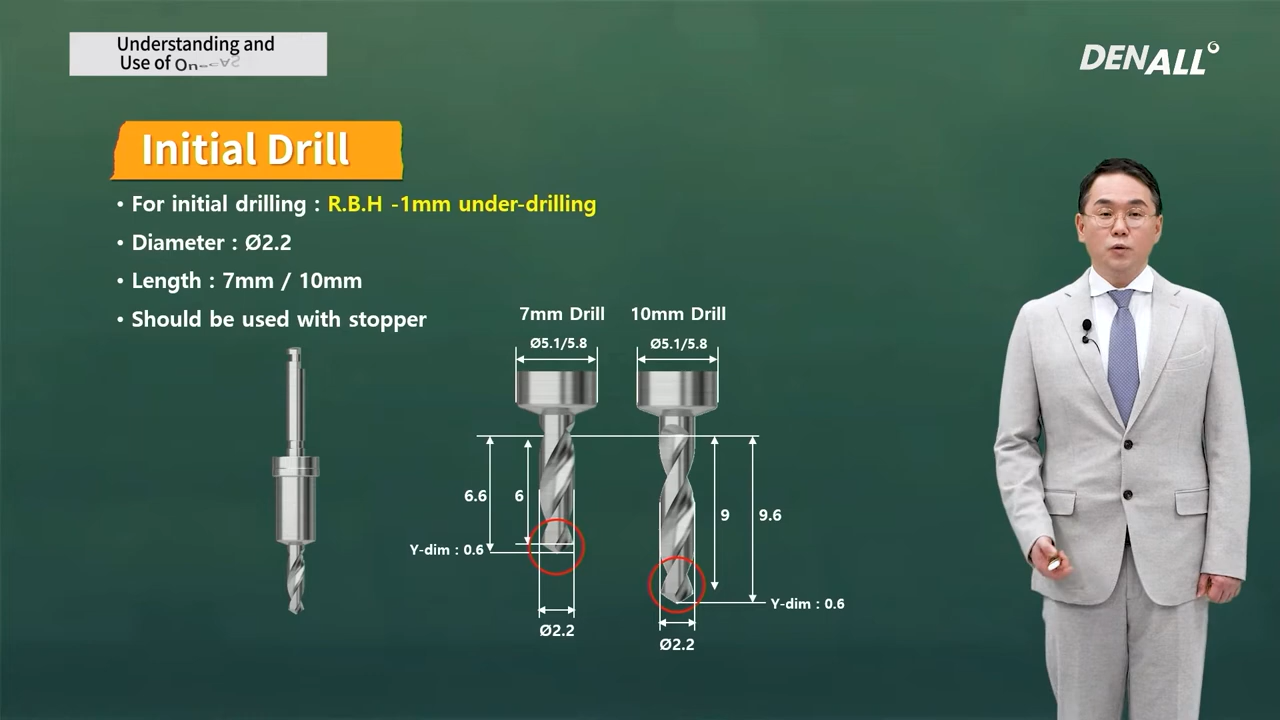 Understanding and
Use of
DENALL
Initial Drill
• For initial drilling : R.B.H -1mm under-drilling
• Diameter : Ø2.2
• Length : 7mm / 10mm
• Should be used with stopper
7mm Drill
10mm Drill
Ø5.1/5.8
Ø5.1/5.8
6.6
6
9
9.6
Y-dim : 0.6
Y-dim : 0.6
Ø2.2
Ø2.2